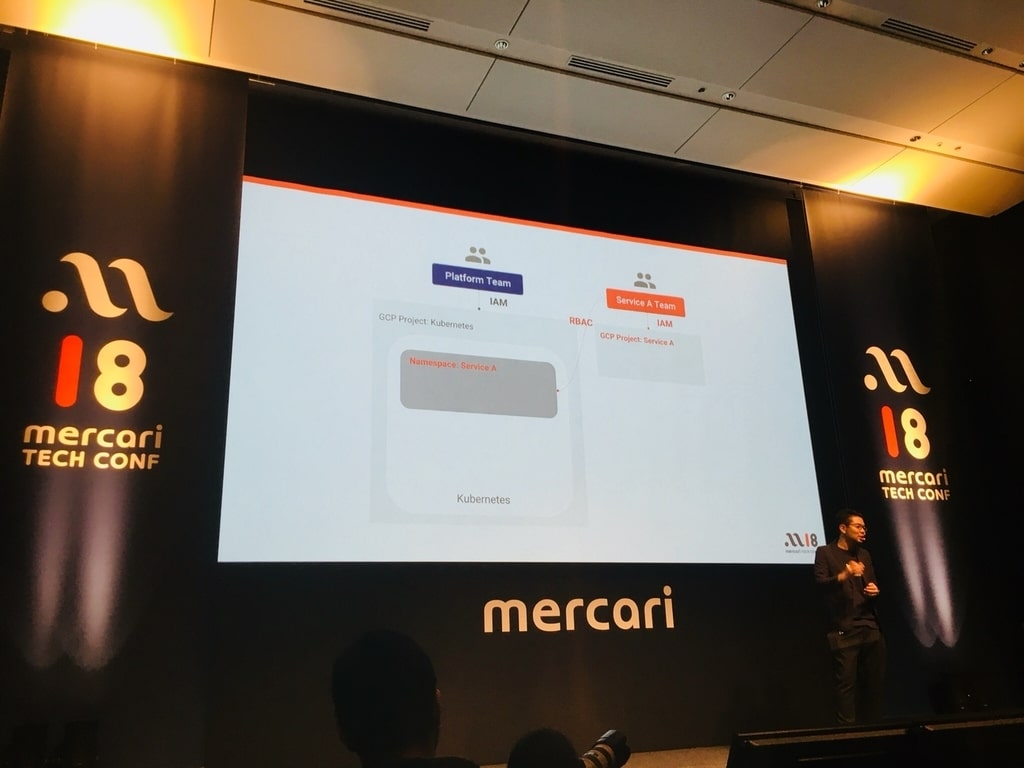 18
mercari
TECH CONF
Platform Team
IAM
GCP Project: Kubernetes
Namespace: Service A
Kubernetes
RBAC
Service A Team
IAM
GCP Project: Service A
18
mercari
18
mercari
TECH CONF